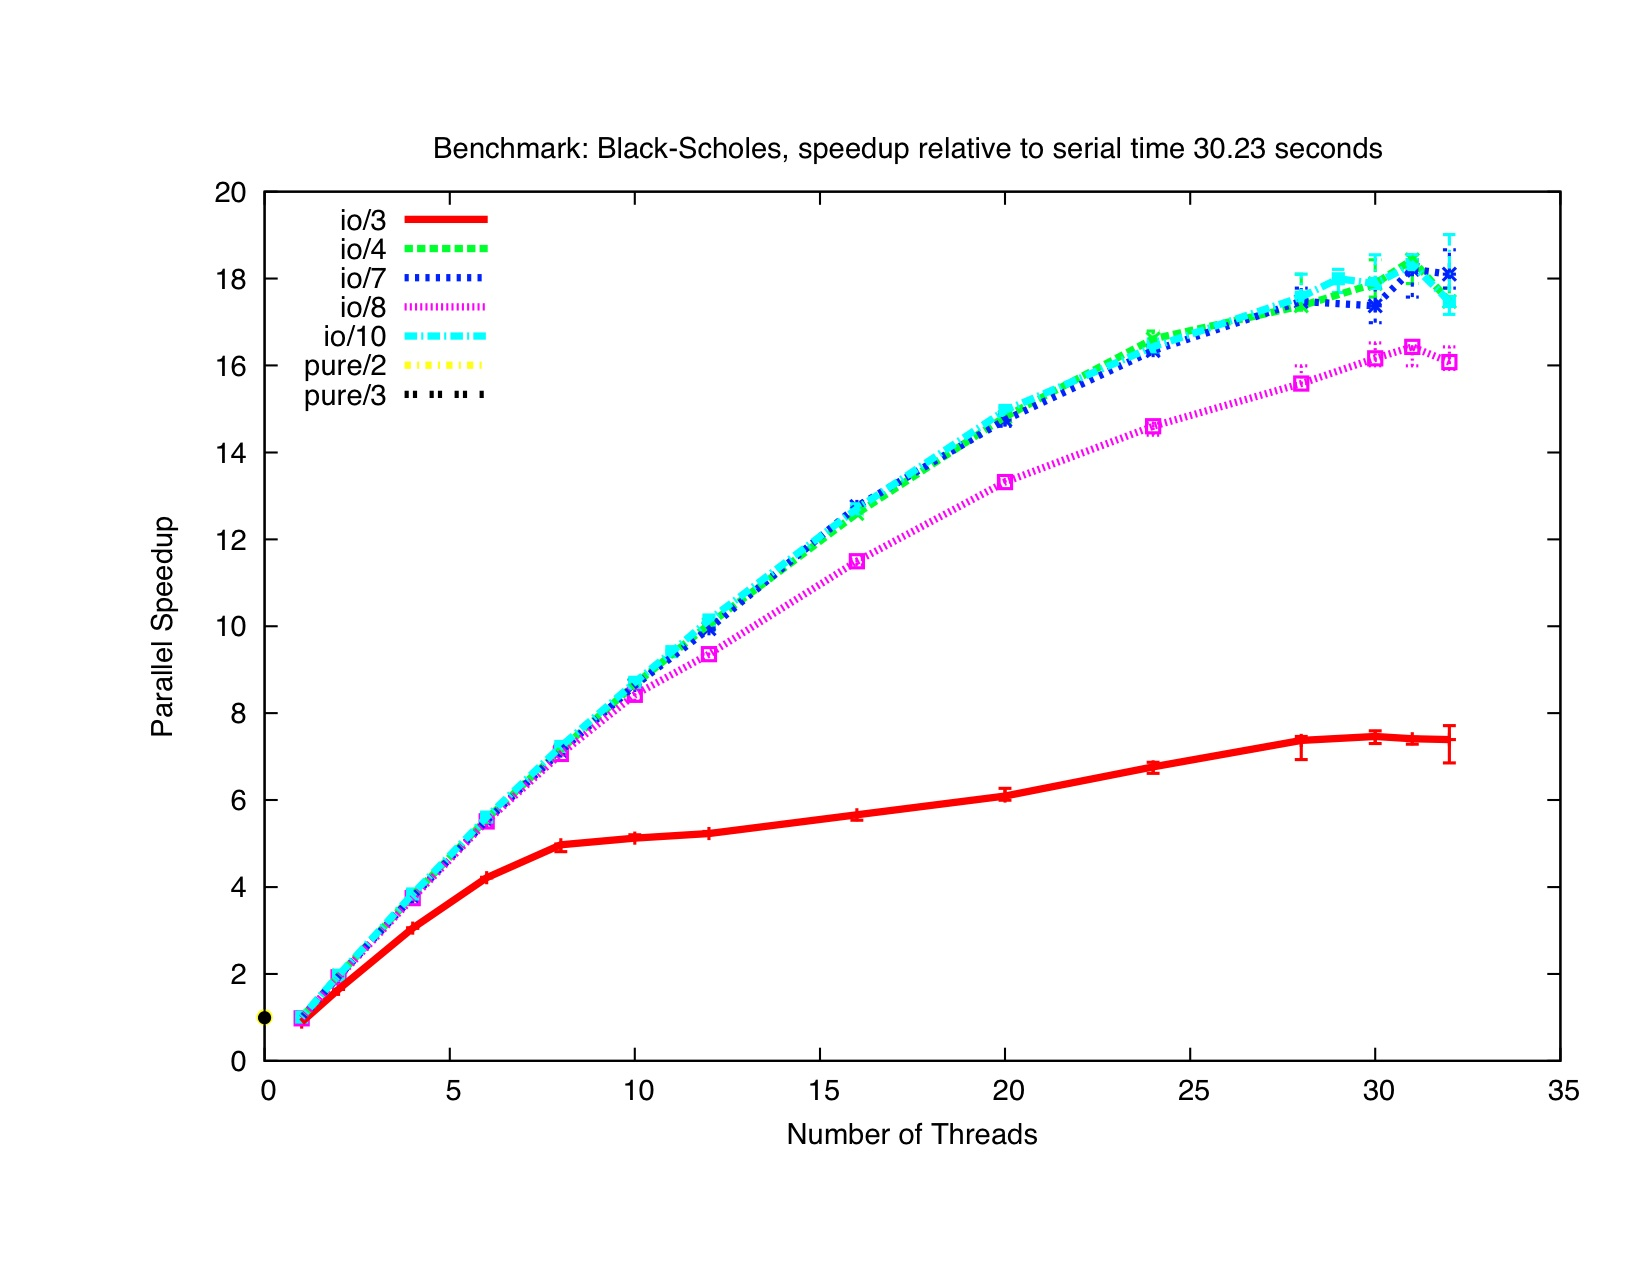 Benchmark: Black-Scholes, speedup relative to serial time 30.23 seconds
20
18
16
14
12
10
8
6
4
2
0
Parallel Speedup
io/3
io/4
io/7
io/8
io/10
pure/2
pure/3
0 5 10 15 20 25 30 35
Number of Threads